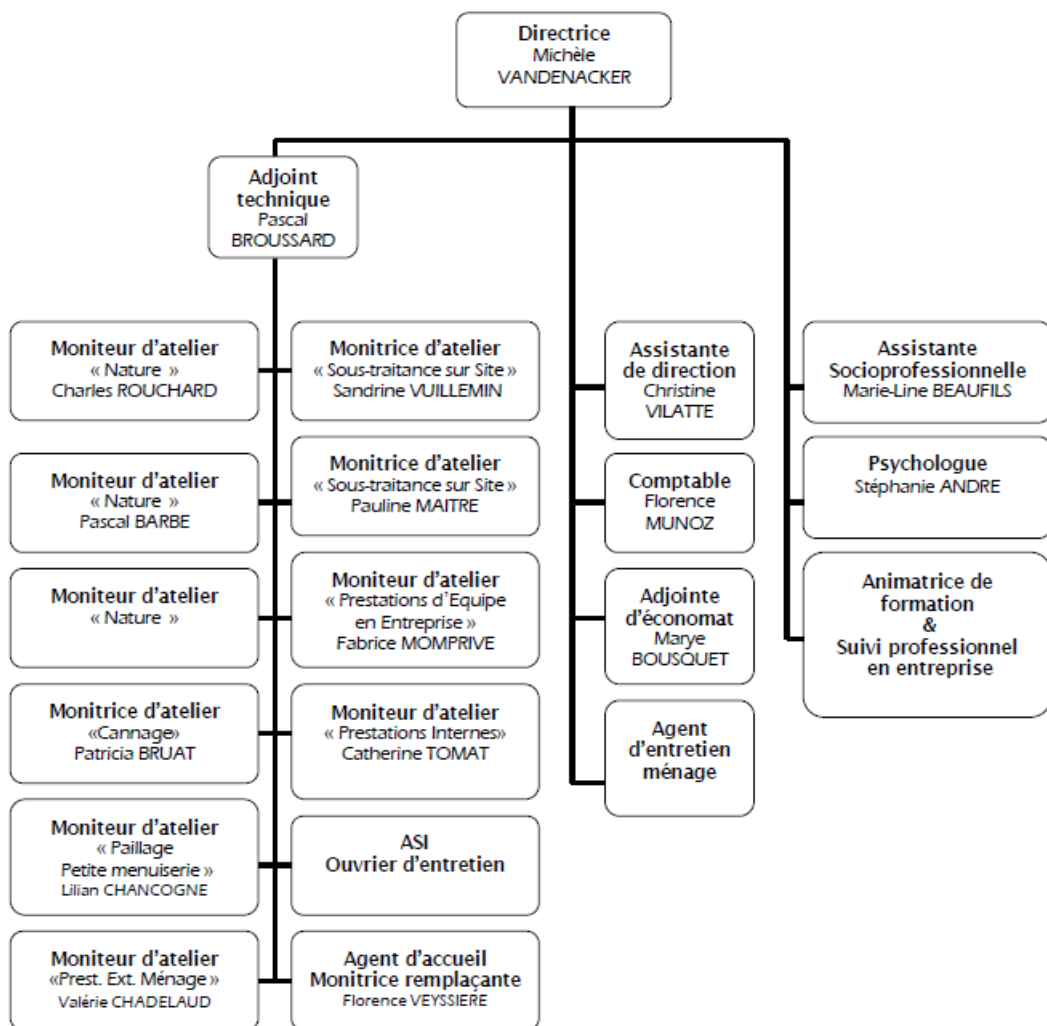 Directrice
Michèle
VANDENACKER
Adjoint
technique
Pascal
BROUSSARD
Moniteur d'atelier
« Nature »
Charles ROUCHARD
Moniteur d'atelier
« Nature »
Pascal BARBE
Moniteur d'atelier
« Nature »
Monitrice d'atelier
«Cannage»
Patricia BRUAT
Moniteur d'atelier
« Paillage
Petite menuiserie »
Lilian CHANCOGNE
Moniteur d'atelier
«Prest. Ext. Ménage »
Valérie CHADELAUD
Monitrice d'atelier
« Sous-traitance sur Site »
Sandrine VUILLEMIN
Monitrice d'atelier
« Sous-traitance sur Site »
Pauline MAITRE
Moniteur d'atelier
« Prestations d'Equipe
en Entreprise »
Fabrice MOMPRIVE
Moniteur d'atelier
« Prestations Internes»
Catherine TOMAT
ASI
Ouvrier d'entretien
Agent d'accueil
Monitrice remplaçante
Florence VEYSSIERE
Assistante
de direction
Christine
VILATTE
Comptable
Florence
MUNOZ
Adjointe
d'économat
Marye
BOUSQUET
Agent
d'entretien
ménage
Assistante
Socioprofessionnelle
Marie-Line BEAUFILS
Psychologue
Stéphanie ANDRE
Animatrice de
formation
&
Suivi professionnel
en entreprise